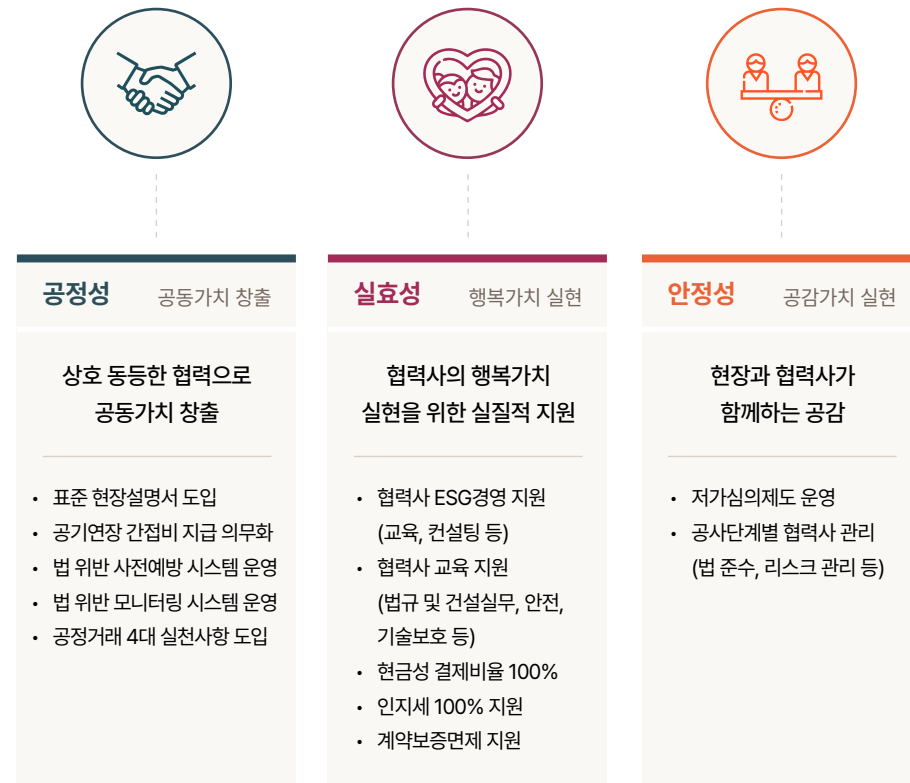 공정성 공동가치 창출
상호 동등한 협력으로
공동가치 창출
• 표준 현장설명서 도입
• 공기연장 간접비 지급 의무화
• 법 위반 사전예방 시스템 운영
• 법 위반 모니터링 시스템 운영
• 공정거래 4대 실천사항 도입
실효성 행복가치 실현
협력사의 행복가치
실현을 위한 실질적 지원
• 협력사 ESG경영 지원
(교육, 컨설팅 등)
• 협력사 교육 지원
(법규 및 건설실무, 안전,
기술보호 등)
• 현금성 결제비율 100%
• 인지세 100% 지원
• 계약보증면제 지원
안정성 공감가치 실현
현장과 협력사가
함께하는 공감
• 저가심의제도 운영
• 공사단계별 협력사 관리
(법 준수, 리스크 관리 등)